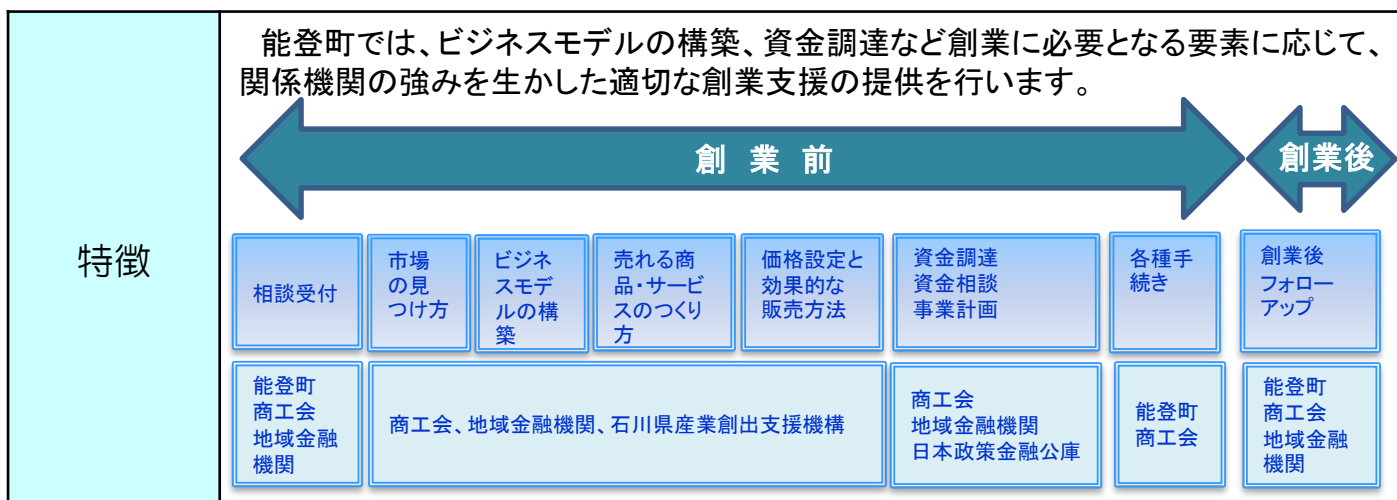 特徴
能登町では、ビジネスモデルの構築、資金調達など創業に必要となる要素に応じて、
関係機関の強みを生かした適切な創業支援の提供を行います。
創 業 前
創業後
相談受付
市場
の見
つけ方
ビジネ
スモデ
ルの構
築
売れる商
品・サービ
スのつくり
方
価格設定と
効果的な
販売方法
資金調達
資金相談
事業計画
各種手
続き
創業後
フォロー
アップ
能登町
商工会
地域金融
機関
商工会、地域金融機関、石川県産業創出支援機構
商工会
地域金融機関
日本政策金融公庫
能登町
商工会
能登町
商工会
地域金融
機関